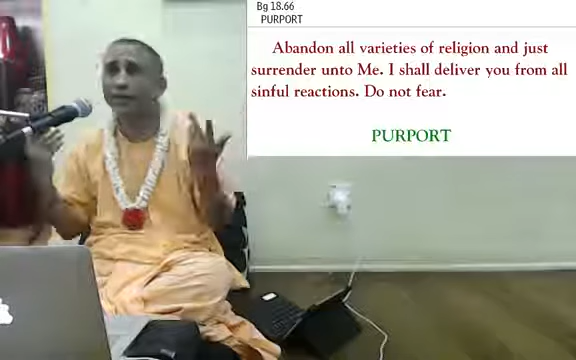 Bg 18.66
PURPORT
Abandon all varieties of religion and just
surrender unto Me. I shall deliver you from all
sinful reactions. Do not fear.
PURPORT